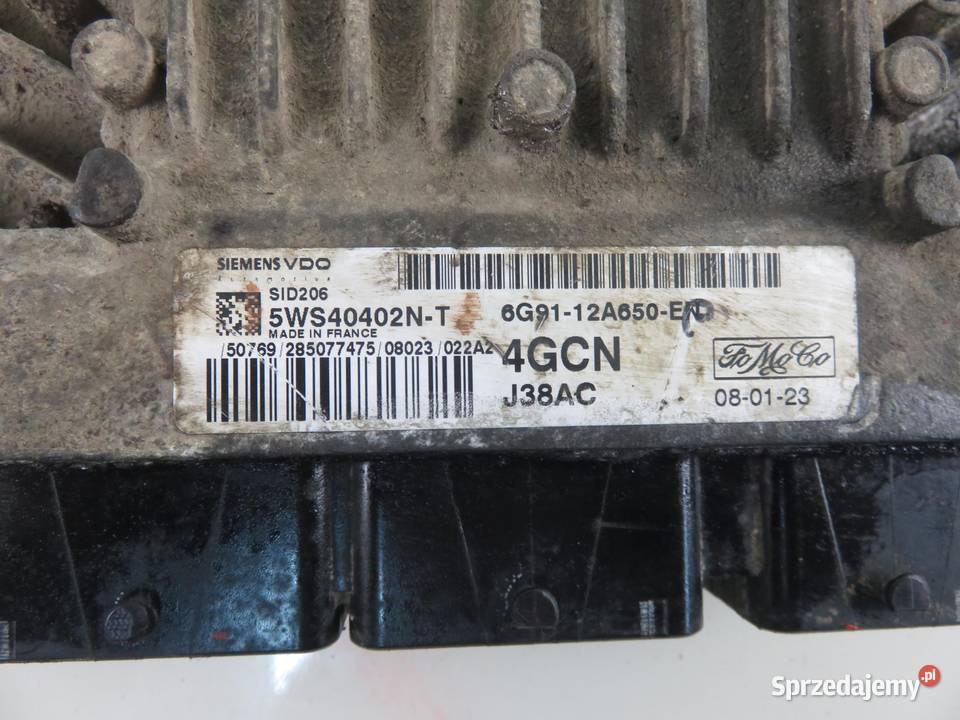 SIEMENS VDO
Automotive
SID206
5WS40402N-T
6G91-12A650-EN
MADE IN FRANCE
/50769/285077475/08023/022A2
4GCN
FoMoCo
J38AC
08-01-23
Sprzedajemy.pl